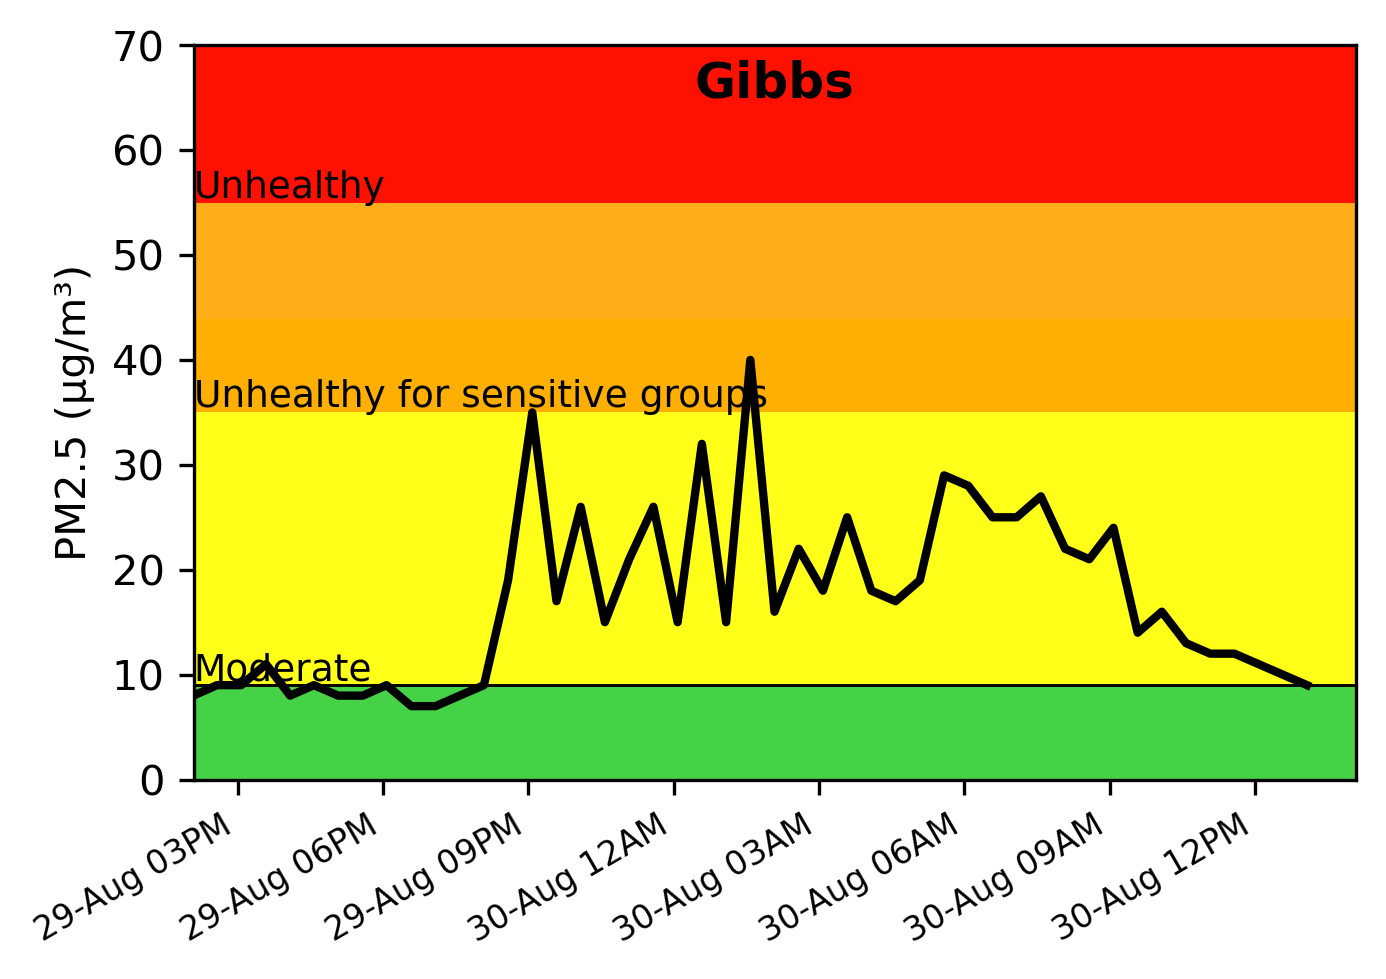 Gibbs
70
60
50
40
30
20
10
0
PM2.5 (µg/m³)
Unhealthy
Unhealthy for sensitive groups
Moderate
29-Aug 03PM
29-Aug 06PM
29-Aug 09PM
30-Aug 12AM
30-Aug 03AM
30-Aug 06AM
30-Aug 09AM
30-Aug 12PM